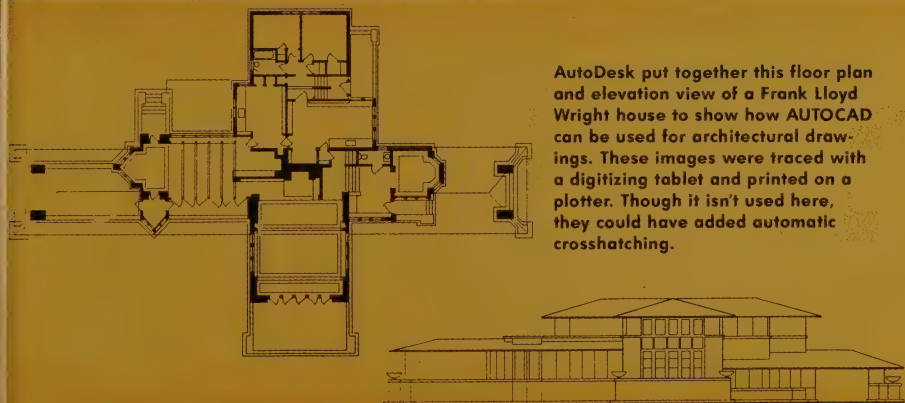 AutoDesk put together this floor plan
and elevation view of a Frank Lloyd
Wright house to show how AUTOCAD
can be used for architectural draw-
ings. These images were traced with
a digitizing tablet and printed on a
plotter. Though it isn't used here,
they could have added automatic
crosshatching.